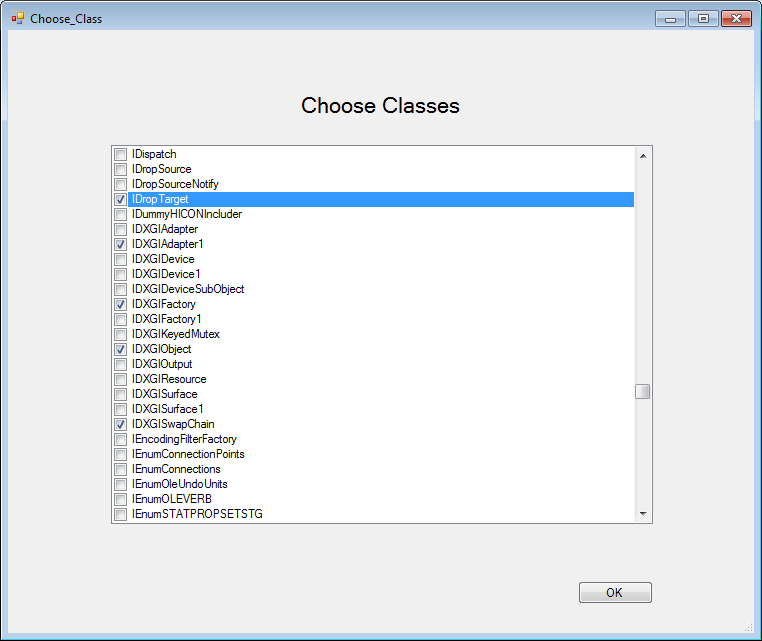 Choose_Class
Choose Classes
IDispatch
IDropSource
IDropSourceNotify
IDropTarget
IDummyHICONIncluder
IDXGIAdapter
IDXGIAdapter1
IDXGIDevice
IDXGIDevice1
IDXGIDeviceSubObject
IDXGIFactory
IDXGIFactory1
IDXGIKeyedMutex
IDXGIObject
IDXGIOutput
IDXGIResource
IDXGISurface
IDXGISurface1
IDXGISwapChain
IEncodingFilterFactory
IEnumConnectionPoints
IEnumConnections
IEnumOleUndoUnits
IEnumOLEVERB
IEnumSTATPROPSETSTG
OK